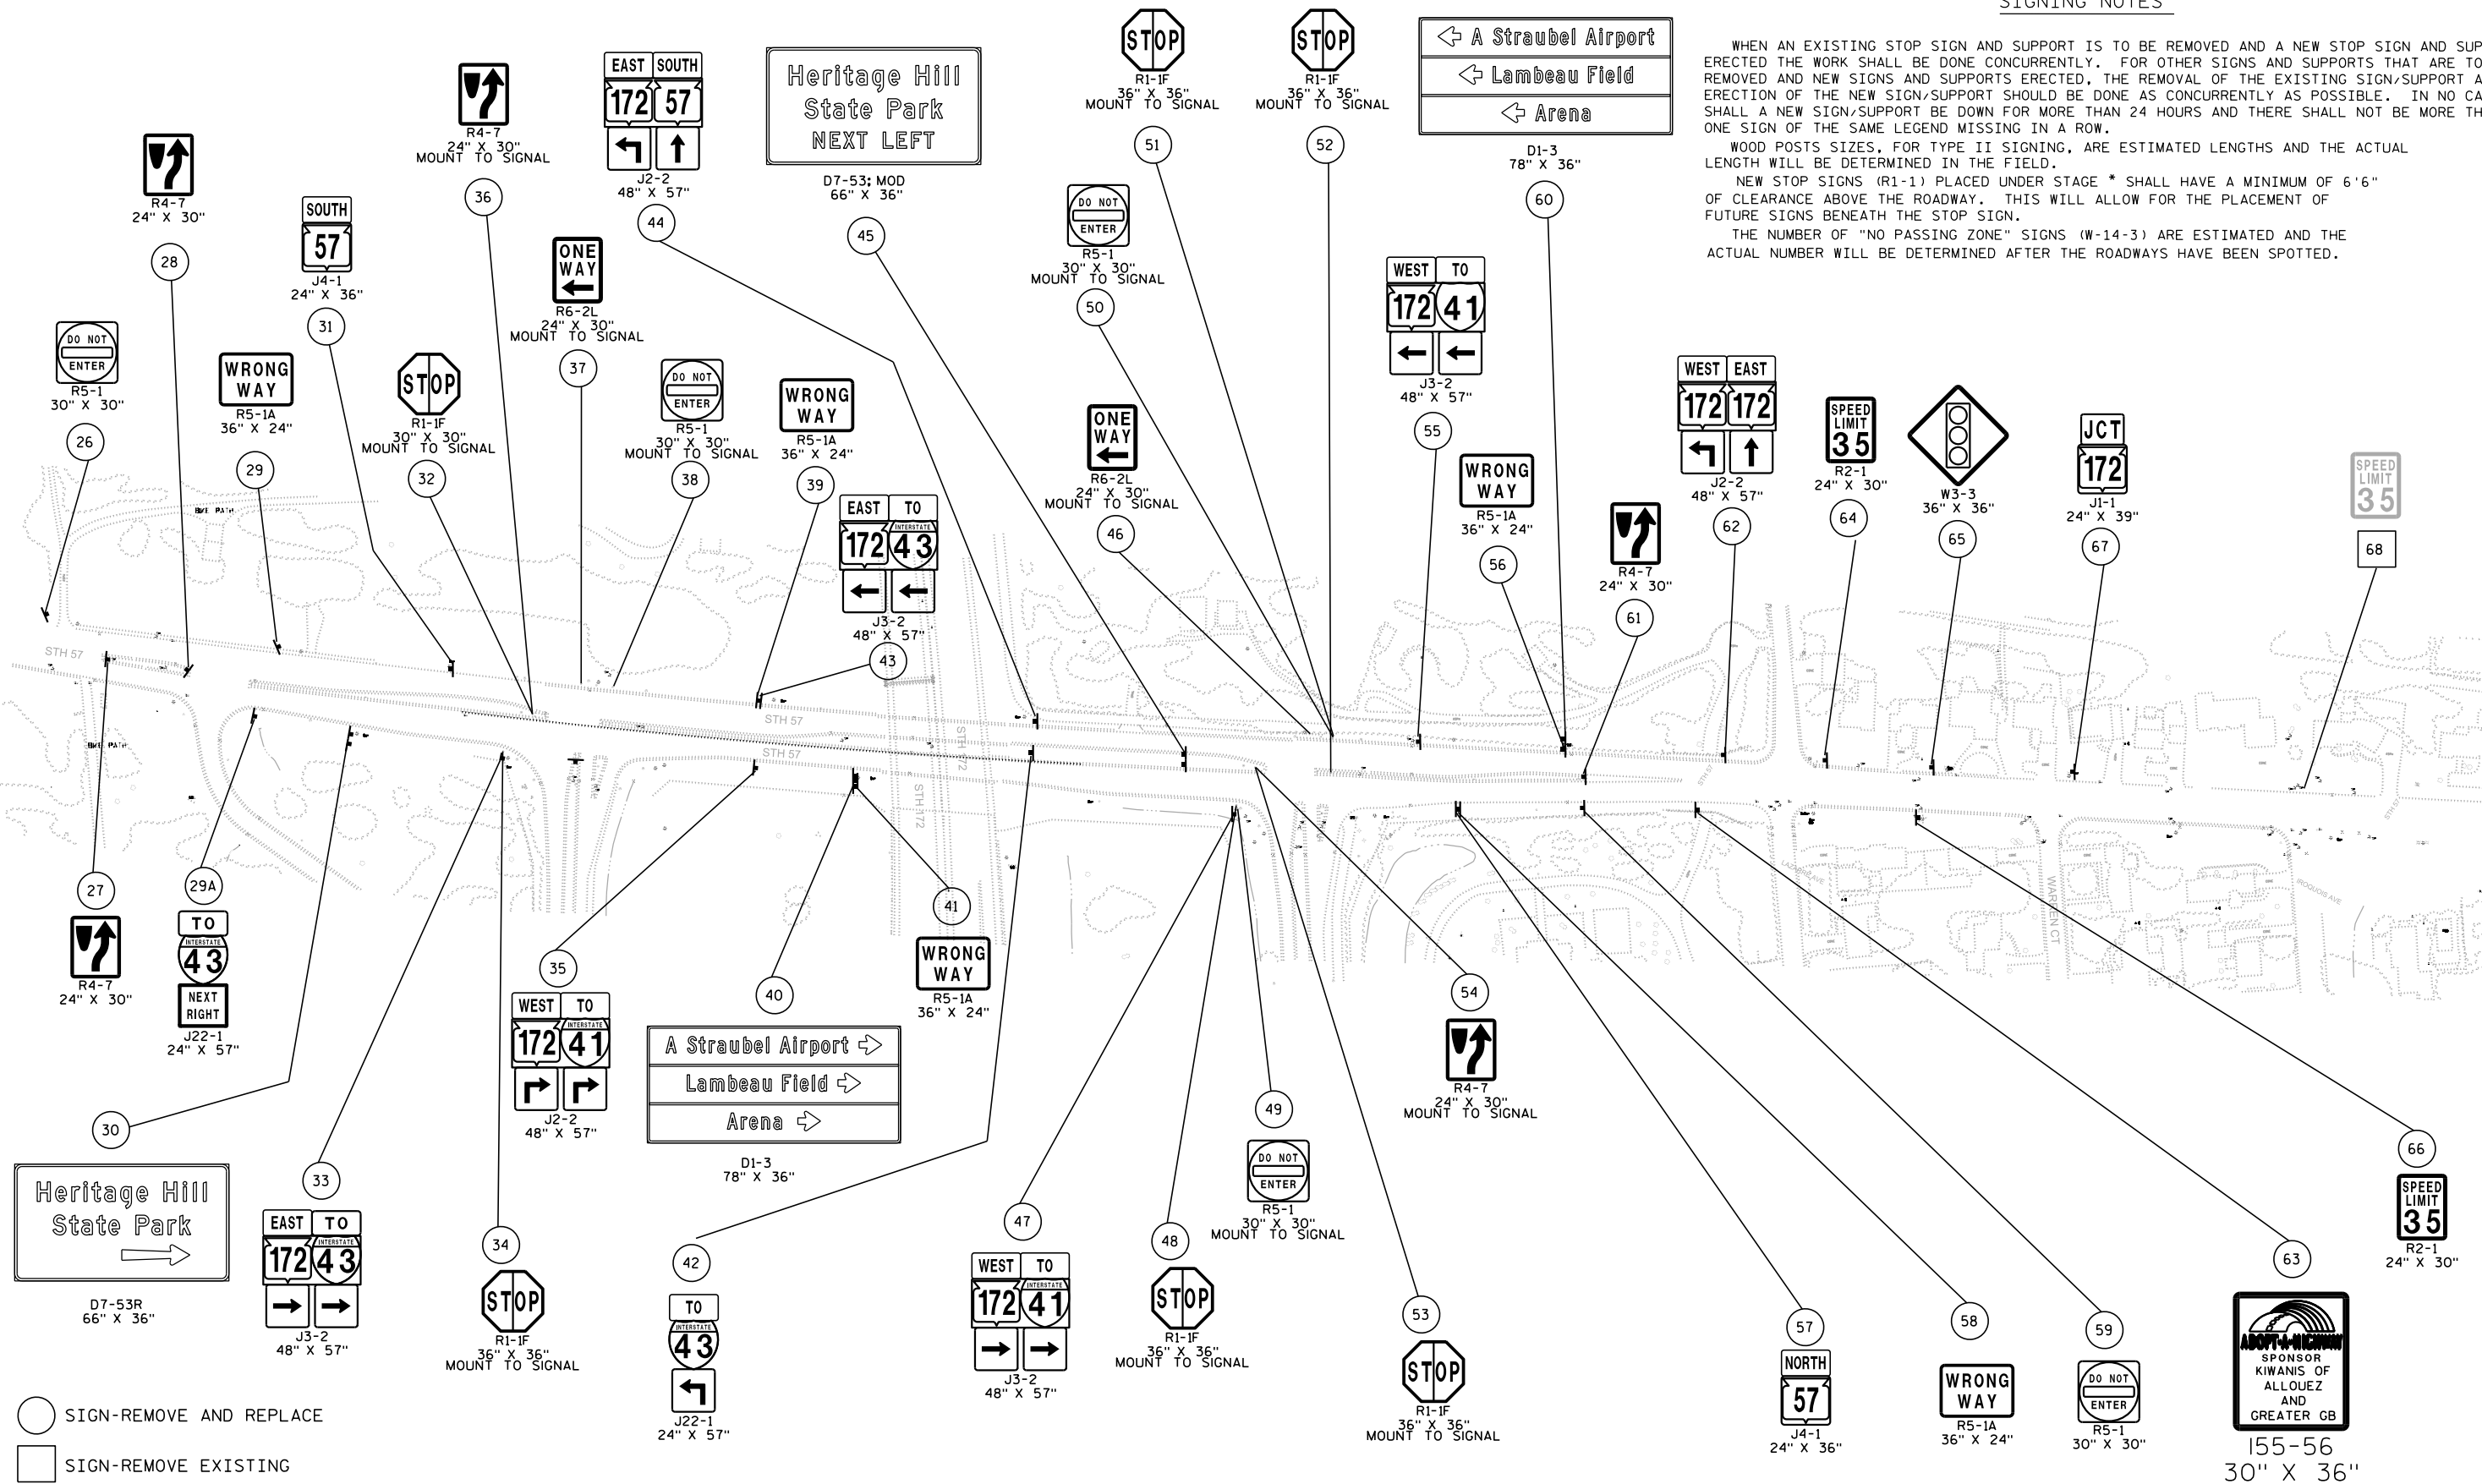 SIGNING NOTES
WHEN AN EXISTING STOP SIGN AND SUPPORT IS TO BE REMOVED AND A NEW STOP SIGN AND SUP
ERECTED THE WORK SHALL BE DONE CONCURRENTLY. FOR OTHER SIGNS AND SUPPORTS THAT ARE TO
REMOVED AND NEW SIGNS AND SUPPORTS ERECTED, THE REMOVAL OF THE EXISTING SIGN/SUPPORT A
ERECTION OF THE NEW SIGN/SUPPORT SHOULD BE DONE AS CONCURRENTLY AS POSSIBLE. IN NO CA
SHALL A NEW SIGN/SUPPORT BE DOWN FOR MORE THAN 24 HOURS AND THERE SHALL NOT BE MORE TH
ONE SIGN OF THE SAME LEGEND MISSING IN A ROW.
WOOD POSTS SIZES, FOR TYPE II SIGNING, ARE ESTIMATED LENGTHS AND THE ACTUAL
LENGTH WILL BE DETERMINED IN THE FIELD.
NEW STOP SIGNS (R1-1) PLACED UNDER STAGE * SHALL HAVE A MINIMUM OF 6'6"
OF CLEARANCE ABOVE THE ROADWAY. THIS WILL ALLOW FOR THE PLACEMENT OF
FUTURE SIGNS BENEATH THE STOP SIGN.
THE NUMBER OF "NO PASSING ZONE" SIGNS (W-14-3) ARE ESTIMATED AND THE
ACTUAL NUMBER WILL BE DETERMINED AFTER THE ROADWAYS HAVE BEEN SPOTTED.
DO NOT
ENTER
R5-1
30" X 30"
26
R4-7
24" X 30"
28
WRONG
WAY
R5-1A
36" X 24"
29
SOUTH
57
J4-1
24" X 36"
31
STOP
R1-1F
30" X 30"
MOUNT TO SIGNAL
32
R4-7
24" X 30"
MOUNT TO SIGNAL
36
ONE
WAY
R6-2L
24" X 30"
MOUNT TO SIGNAL
37
DO NOT
ENTER
R5-1
30" X 30"
MOUNT TO SIGNAL
38
WRONG
WAY
R5-1A
36" X 24"
39
EAST TO
172 INTERSTATE 43
J3-2
48" X 57"
43
EAST SOUTH
172 57
J2-2
48" X 57"
44
Heritage Hill
State Park
NEXT LEFT
D7-53; MOD
66" X 36"
45
ONE
WAY
R6-2L
24" X 30"
MOUNT TO SIGNAL
46
DO NOT
ENTER
R5-1
30" X 30"
MOUNT TO SIGNAL
50
STOP
R1-1F
36" X 36"
MOUNT TO SIGNAL
51
STOP
R1-1F
36" X 36"
MOUNT TO SIGNAL
52
WEST TO
172 41
J3-2
48" X 57"
55
WRONG
WAY
R5-1A
36" X 24"
56
A Straubel Airport
Lambeau Field
Arena
D1-3
78" X 36"
60
R4-7
24" X 30"
61
WEST EAST
172 172
J2-2
48" X 57"
62
SPEED
LIMIT
35
R2-1
24" X 30"
64
W3-3
36" X 36"
65
JCT
172
J1-1
24" X 39"
67
SPEED
LIMIT
35
68
BIKE PATH
STH 57
STH 57
STH 57
STH 172
STH 172
BIKE PATH
STH 57
WARREN CT
IROQUOIS AVE
27
R4-7
24" X 30"
29A
TO
INTERSTATE
43
NEXT
RIGHT
J22-1
24" X 57"
30
Heritage Hill
State Park
D7-53R
66" X 36"
33
EAST TO
172 INTERSTATE 43
J3-2
48" X 57"
34
STOP
R1-1F
36" X 36"
MOUNT TO SIGNAL
35
WEST TO
172 INTERSTATE 41
J2-2
48" X 57"
40
A Straubel Airport
Lambeau Field
Arena
D1-3
78" X 36"
41
WRONG
WAY
R5-1A
36" X 24"
42
TO
INTERSTATE
43
J22-1
24" X 57"
47
WEST TO
172 INTERSTATE 41
J3-2
48" X 57"
48
STOP
R1-1F
36" X 36"
MOUNT TO SIGNAL
49
DO NOT
ENTER
R5-1
30" X 30"
MOUNT TO SIGNAL
53
STOP
R1-1F
36" X 36"
MOUNT TO SIGNAL
54
R4-7
24" X 30"
MOUNT TO SIGNAL
57
NORTH
57
J4-1
24" X 36"
58
WRONG
WAY
R5-1A
36" X 24"
59
DO NOT
ENTER
R5-1
30" X 30"
63
ADOPT-A-HIGHWAY
SPONSOR
KIWANIS OF
ALLOUEZ
AND
GREATER GB
I55-56
30" X 36"
66
SPEED
LIMIT
35
R2-1
24" X 30"
SIGN-REMOVE AND REPLACE
SIGN-REMOVE EXISTING